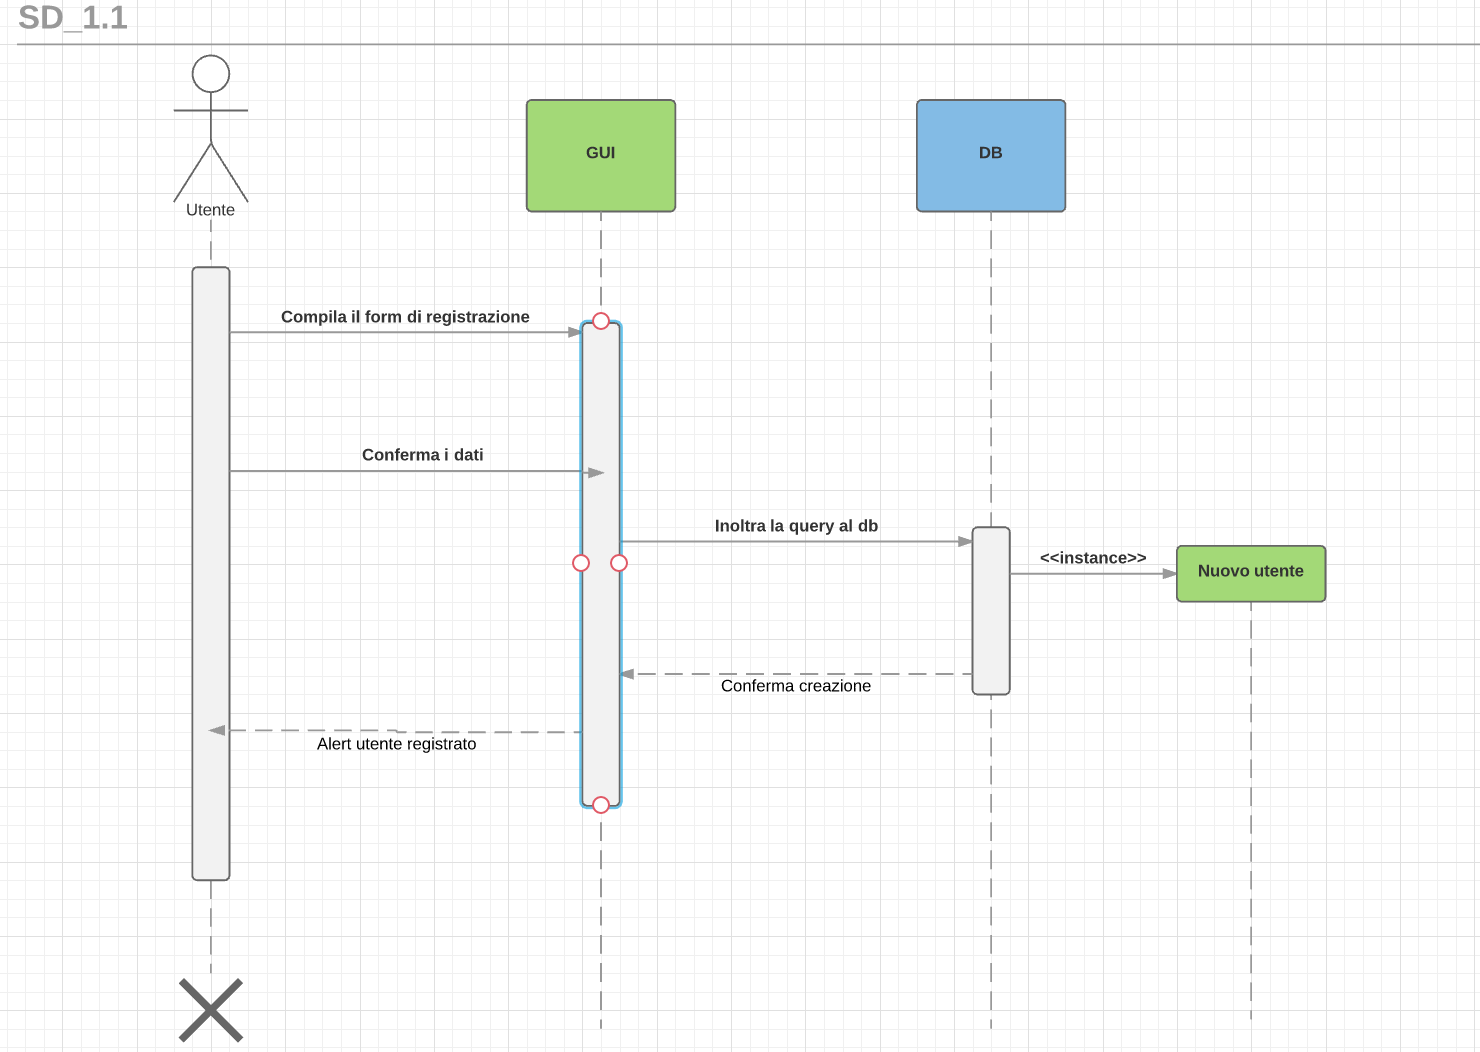 SD_1.1
Utente
GUI
DB
Compila il form di registrazione
Conferma i dati
Inoltra la query al db
<<instance>>
Nuovo utente
Conferma creazione
Alert utente registrato